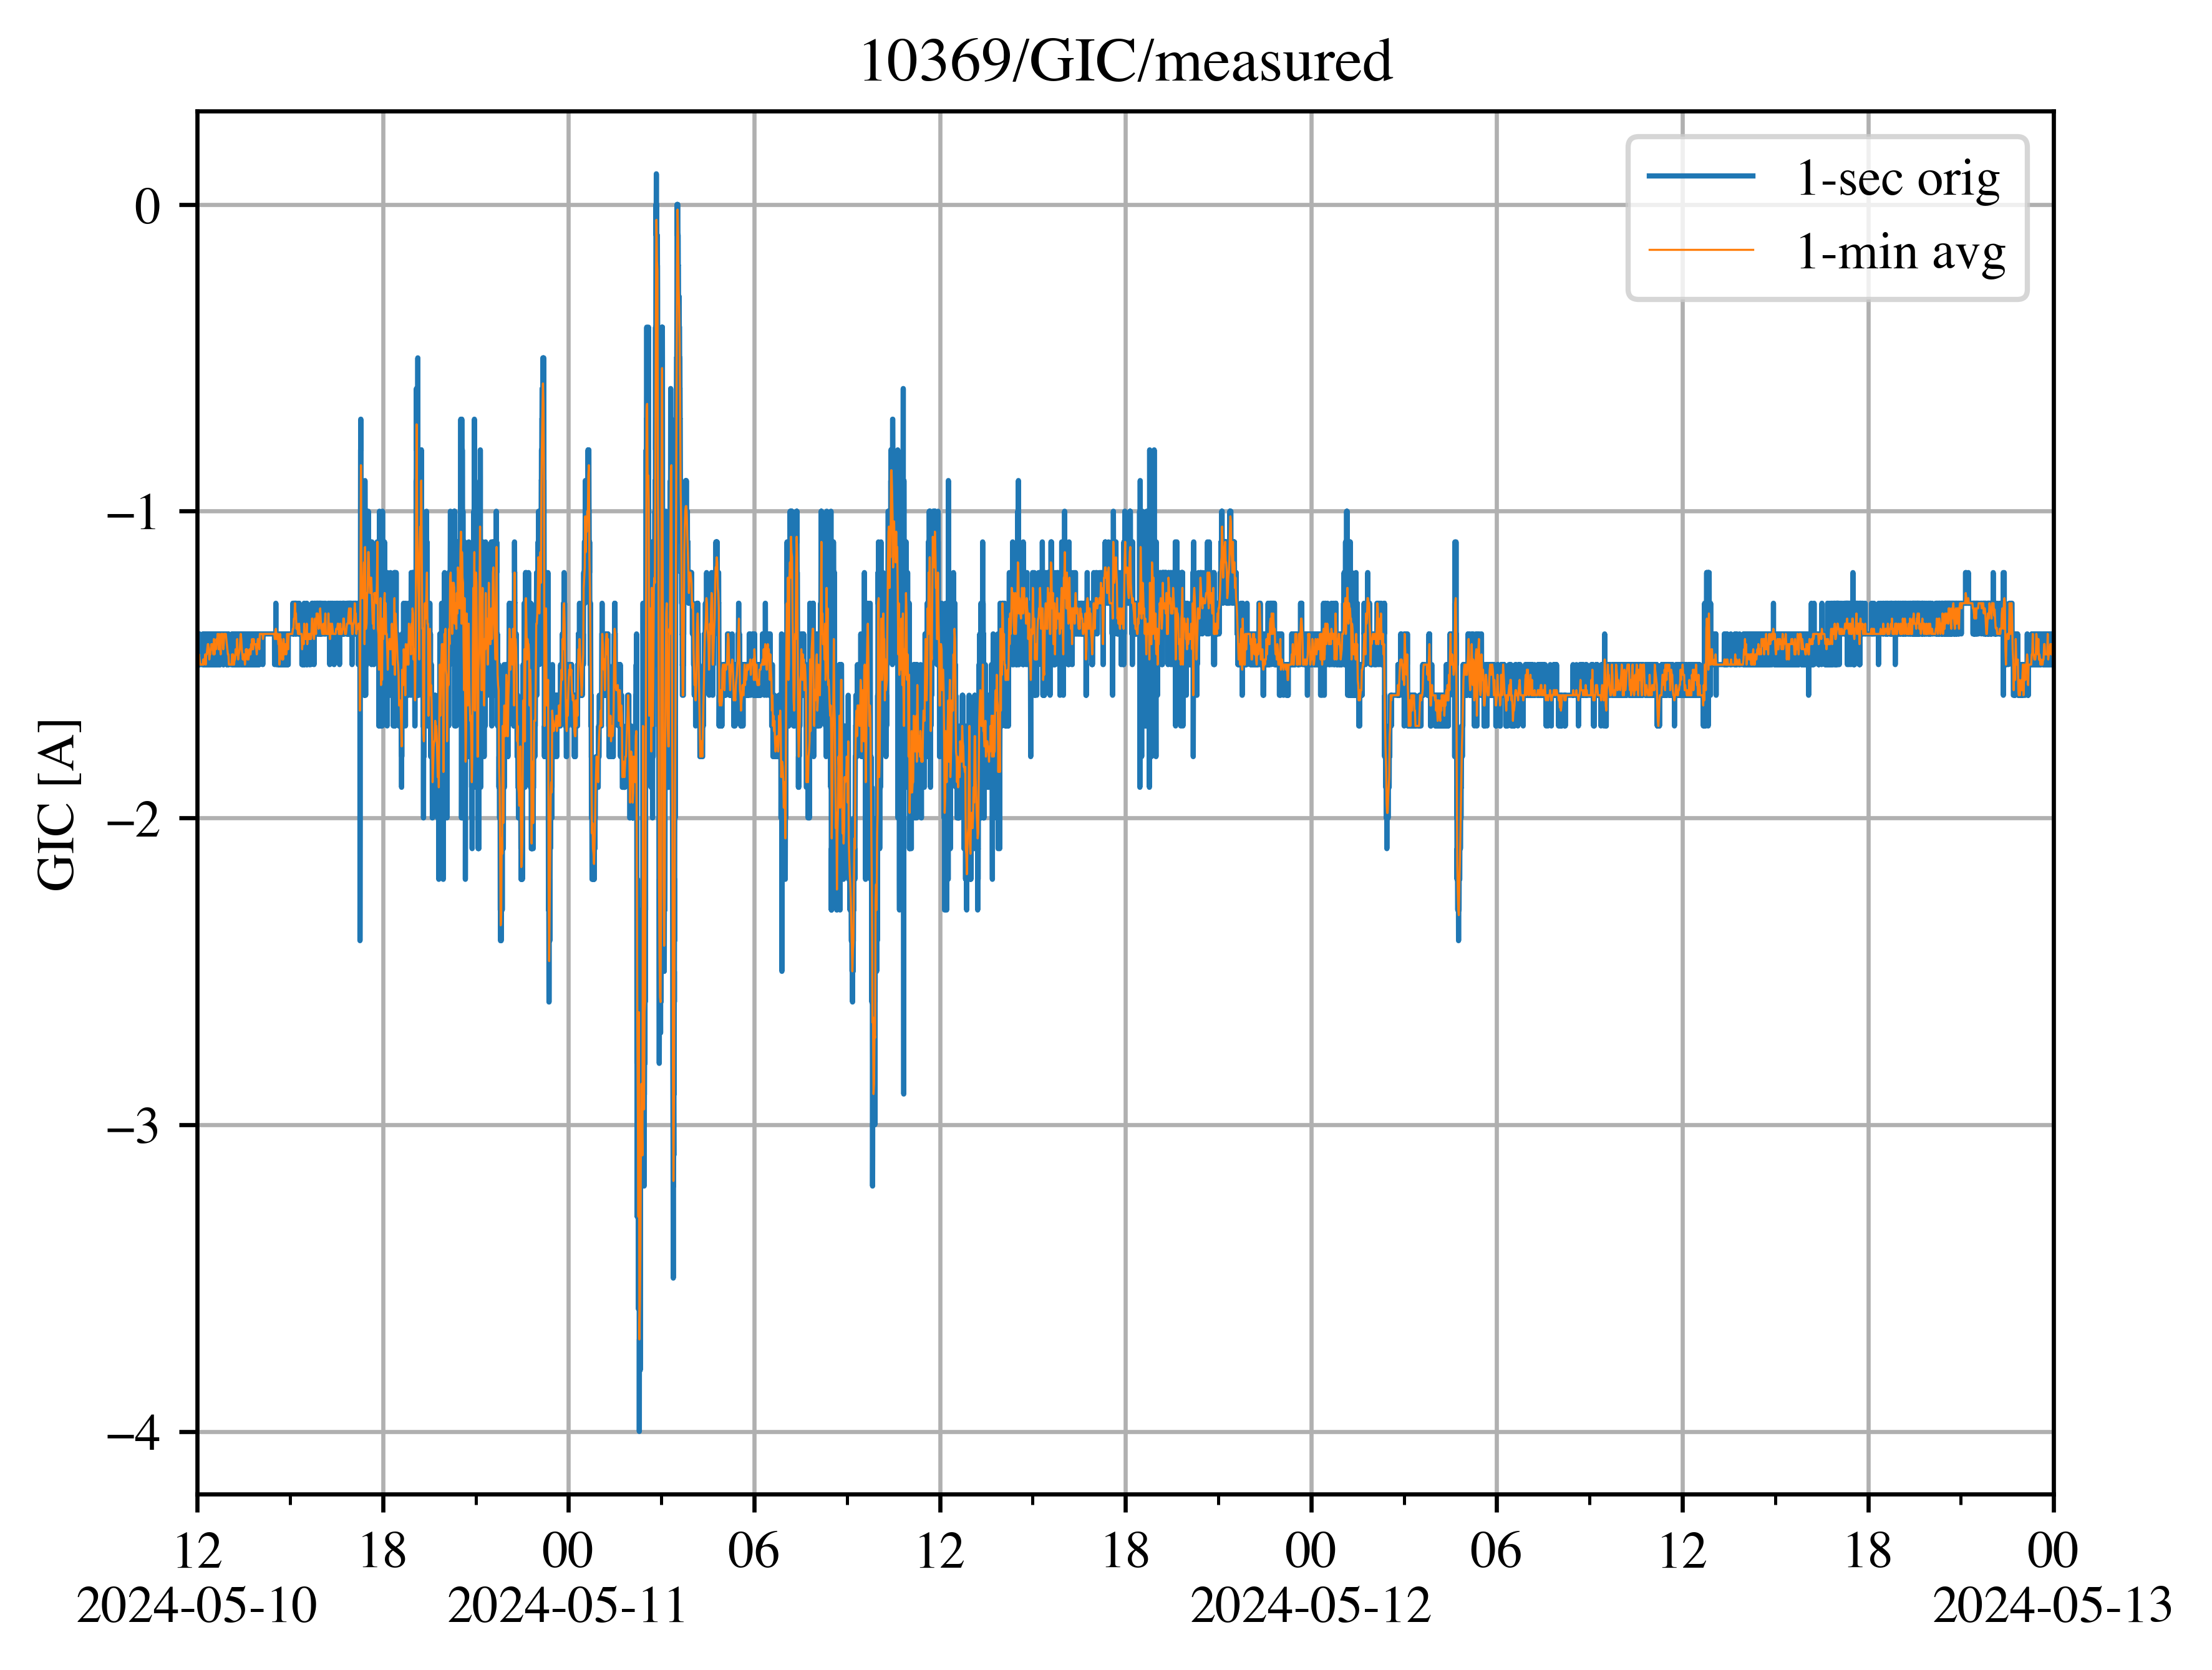 10369/GIC/measured
1-sec orig
1-min avg
GIC [A]
0
−1
−2
−3
−4
12 18 00 06 12 18 00 06 12 18 00
2024-05-10 2024-05-11 2024-05-12 2024-05-13